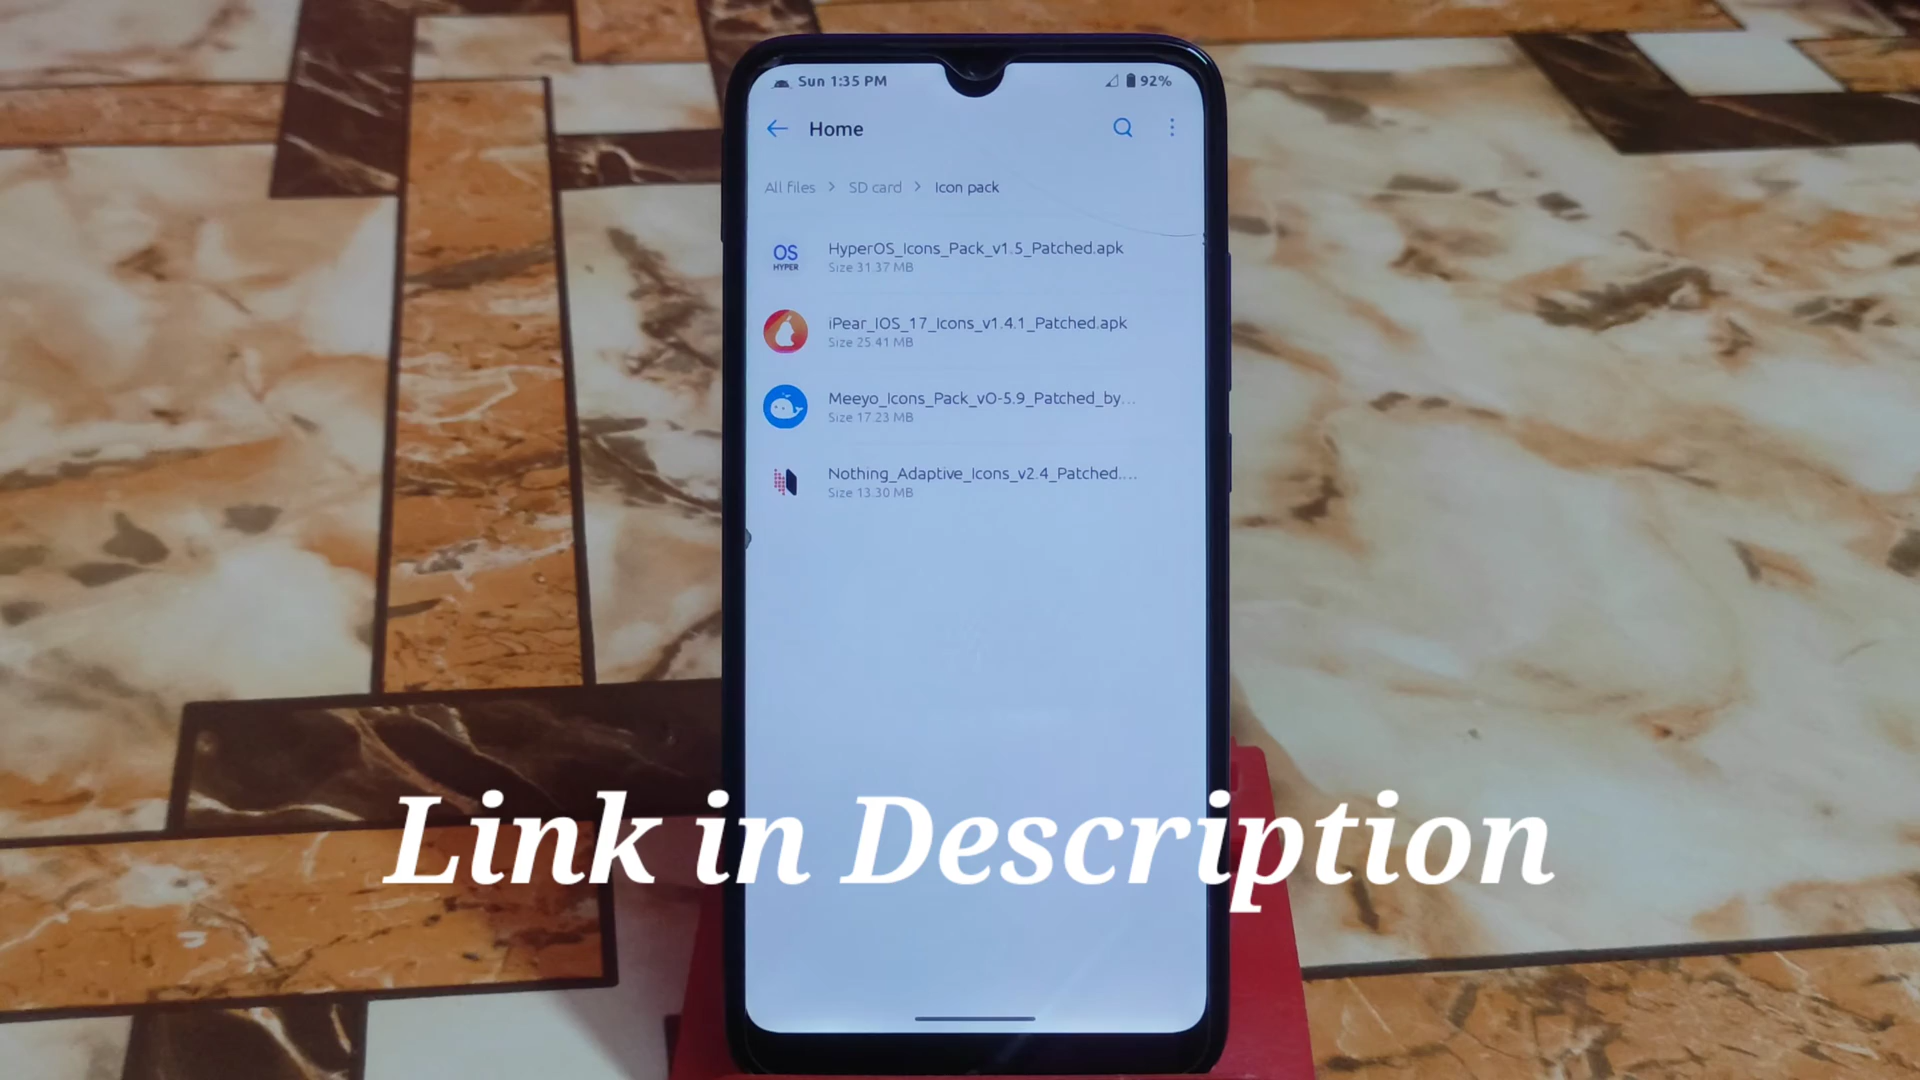 Sun 1:35 PM
92%
Home
All files > SD card > Icon pack
OS
HYPER
HyperOS_Icons_Pack_v1.5_Patched.apk
Size 31.37 MB
iPear_IOS_17_Icons_v1.4.1_Patched.apk
Size 25.41 MB
Meeyo_Icons_Pack_vO-5.9_Patched_by...
Size 17.23 MB
Nothing_Adaptive_Icons_v2.4_Patched....
Size 13.30 MB
Link in Description